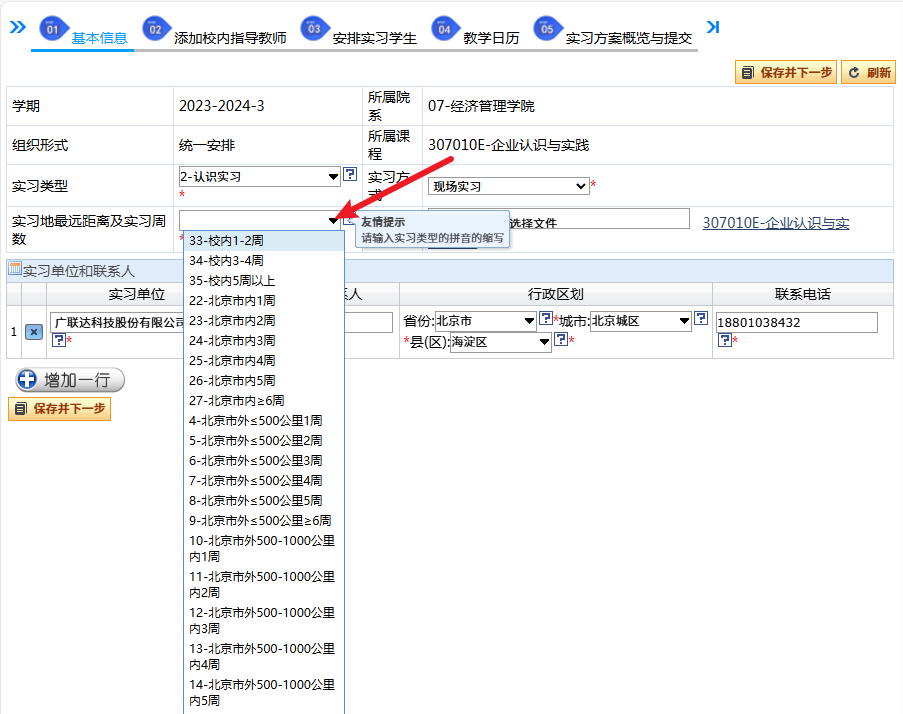 01 基本信息 02 添加校内指导教师 03 安排实习学生 04 教学日历 05 实习方案概览与提交
保存并下一步 刷新
学期 2023-2024-3 所属院系 07-经济管理学院
组织形式 统一安排 所属课程 307010E-企业认识与实践
实习类型 2-认识实习 ? * 实习方式 现场实习 *
实习地最远距离及实习周数 * 选择文件 307010E-企业认识与实
友情提示
请输入实习类型的拼音的缩写
33-校内1-2周
34-校内3-4周
35-校内5周以上
22-北京市内1周
23-北京市内2周
24-北京市内3周
25-北京市内4周
26-北京市内5周
27-北京市内≥6周
4-北京市外≤500公里1周
5-北京市外≤500公里2周
6-北京市外≤500公里3周
7-北京市外≤500公里4周
8-北京市外≤500公里5周
9-北京市外≤500公里≥6周
10-北京市外500-1000公里
内1周
11-北京市外500-1000公里
内2周
12-北京市外500-1000公里
内3周
13-北京市外500-1000公里
内4周
14-北京市外500-1000公里
内5周
实习单位和联系人
实习单位 系人 行政区划 联系电话
1 × 广联达科技股份有限公司 ? * 省份: 北京市 ? * 城市: 北京城区 ? 18801038432
* 县(区): 海淀区 ? * ? *
增加一行
保存并下一步